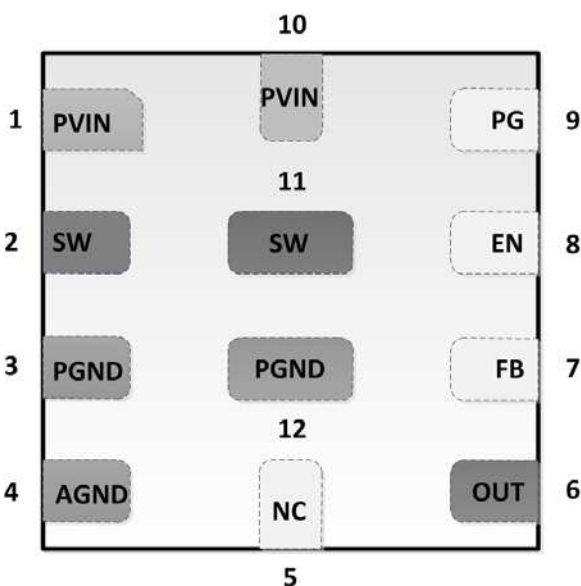 10
1 PVIN PVIN PG 9
11
2 SW SW EN 8
3 PGND PGND FB 7
12
4 AGND NC OUT 6
5